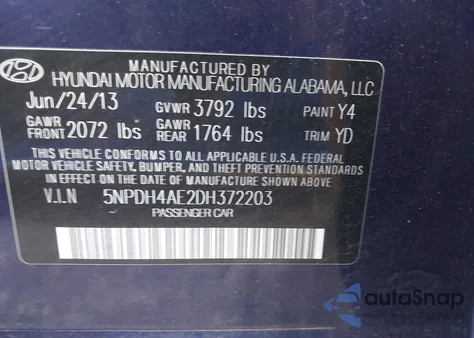 MANUFACTURED BY
HYUNDAI MOTOR MANUFACTURING ALABAMA, LLC
Jun/24/13 GVWR 3792 lbs PAINT Y4
GAWR FRONT 2072 lbs GAWR REAR 1764 lbs TRIM YD
THIS VEHICLE CONFORMS TO ALL APPLICABLE U.S.A. FEDERAL
MOTOR VEHICLE SAFETY, BUMPER, AND THEFT PREVENTION STANDARDS
IN EFFECT ON THE DATE OF MANUFACTURE SHOWN ABOVE.
V.I.N 5NPDH4AE2DH372203
PASSENGER CAR
autoSnap